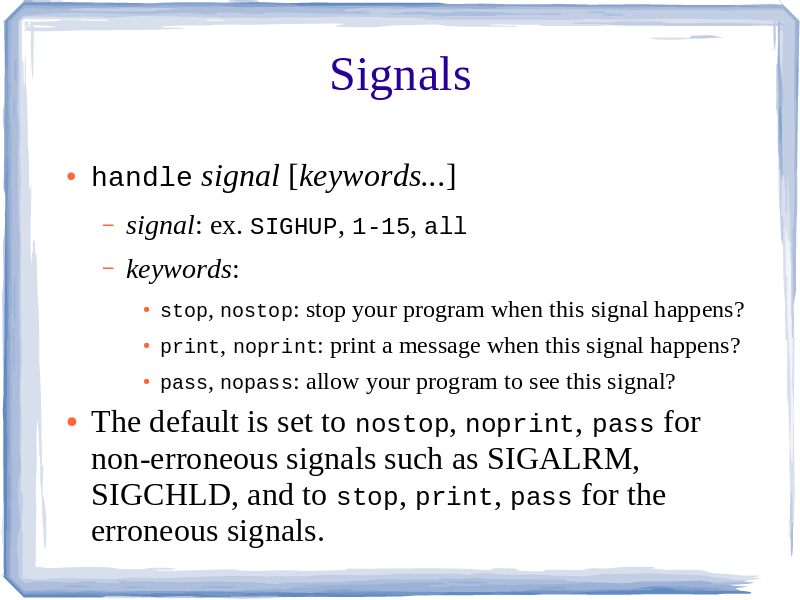 Signals
• handle signal [keywords...]
– signal: ex. SIGHUP, 1-15, all
– keywords:
• stop, nostop: stop your program when this signal happens?
• print, noprint: print a message when this signal happens?
• pass, nopass: allow your program to see this signal?
• The default is set to nostop, noprint, pass for
non-erroneous signals such as SIGALRM,
SIGCHLD, and to stop, print, pass for the
erroneous signals.